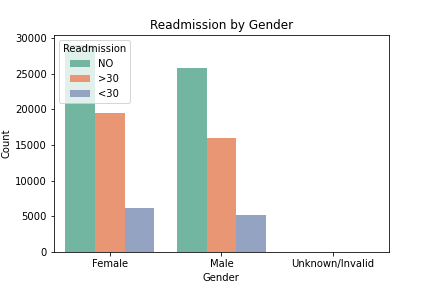 Readmission by Gender
Readmission
NO
>30
<30
30000
25000
20000
15000
10000
5000
0
Count
Female Male Unknown/Invalid
Gender